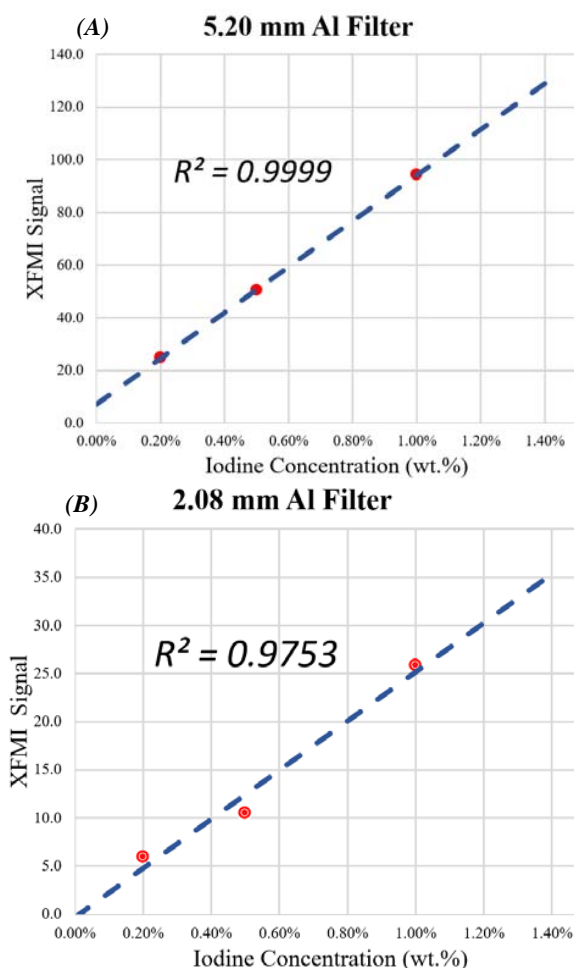 (A) 5.20 mm Al Filter
140.0
120.0
100.0
80.0
60.0
40.0
20.0
0.0
R² = 0.9999
XFMI Signal
0.00% 0.20% 0.40% 0.60% 0.80% 1.00% 1.20% 1.40%
Iodine Concentration (wt.%)
(B) 2.08 mm Al Filter
40.0
35.0
30.0
25.0
20.0
15.0
10.0
5.0
0.0
R² = 0.9753
XFMI Signal
0.00% 0.20% 0.40% 0.60% 0.80% 1.00% 1.20% 1.40%
Iodine Concentration (wt.%)